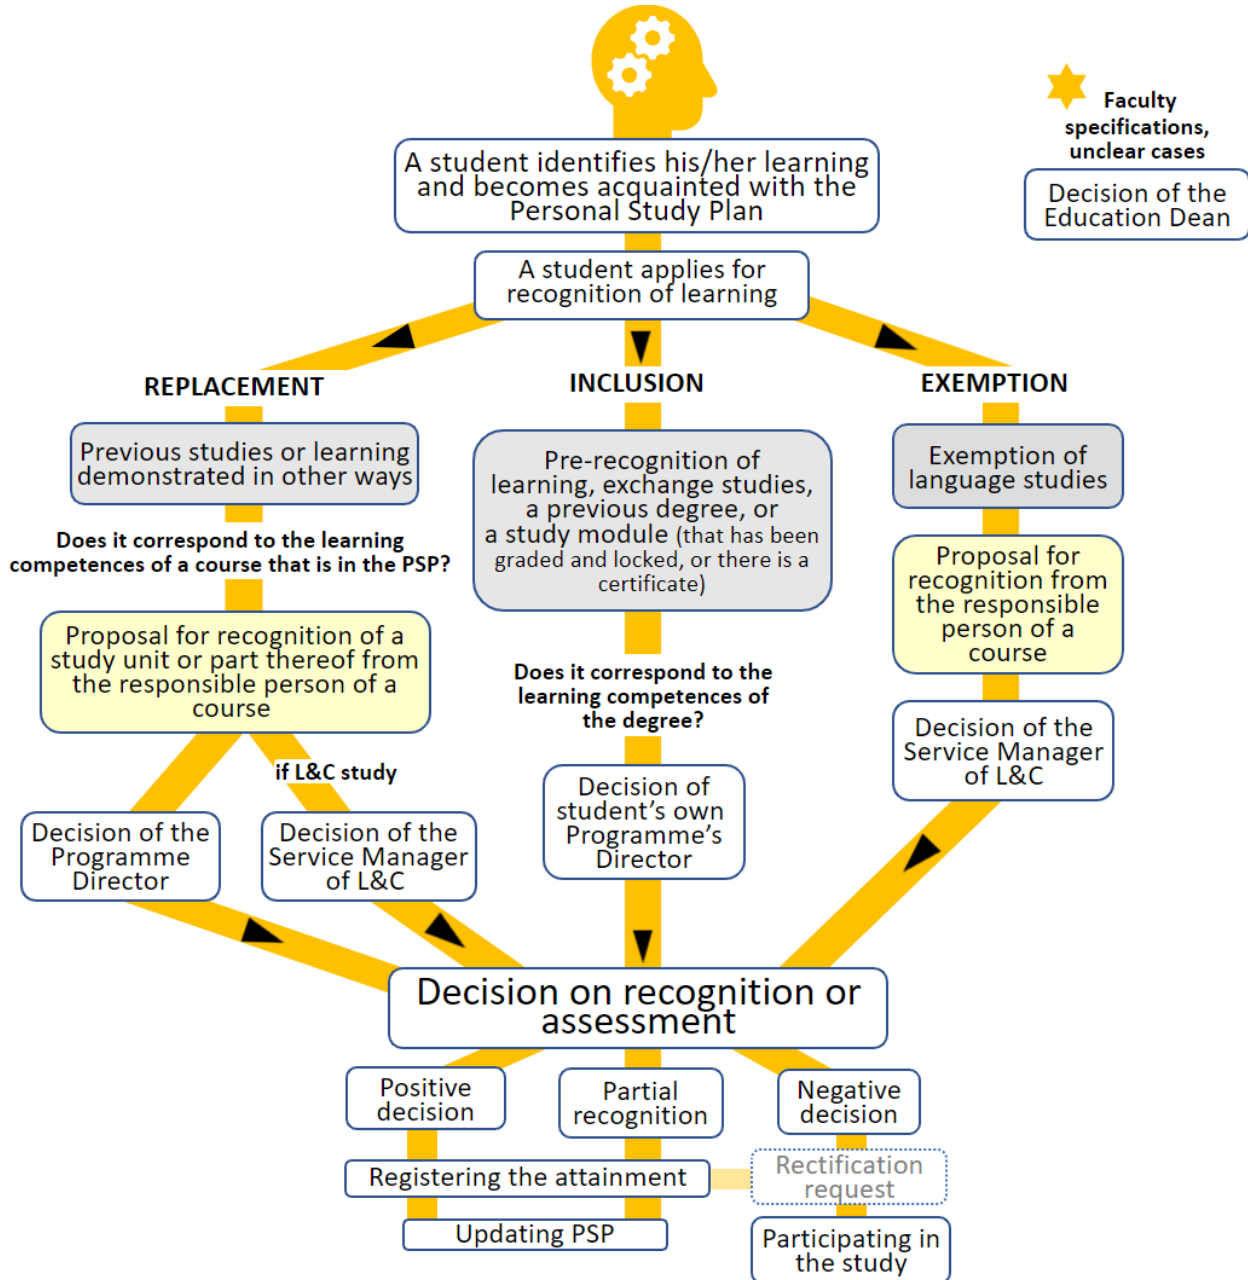 A student identifies his/her learning
and becomes acquainted with the
Personal Study Plan
Faculty
specifications,
unclear cases
Decision of the
Education Dean
A student applies for
recognition of learning
REPLACEMENT
INCLUSION
EXEMPTION
Previous studies or learning
demonstrated in other ways
Does it correspond to the learning
competences of a course that is in the PSP?
Proposal for recognition of a
study unit or part thereof from
the responsible person of a
course
if L&C study
Decision of the
Programme
Director
Decision of the
Service Manager
of L&C
Pre-recognition of
learning, exchange studies,
a previous degree, or
a study module (that has been
graded and locked, or there is a
certificate)
Does it correspond to the
learning competences of
the degree?
Decision of
student's own
Programme's
Director
Exemption of
language studies
Proposal for
recognition from
the responsible
person of a
course
Decision of the
Service Manager
of L&C
Decision on recognition or
assessment
Positive
decision
Partial
recognition
Negative
decision
Registering the attainment
Rectification
request
Updating PSP
Participating in
the study